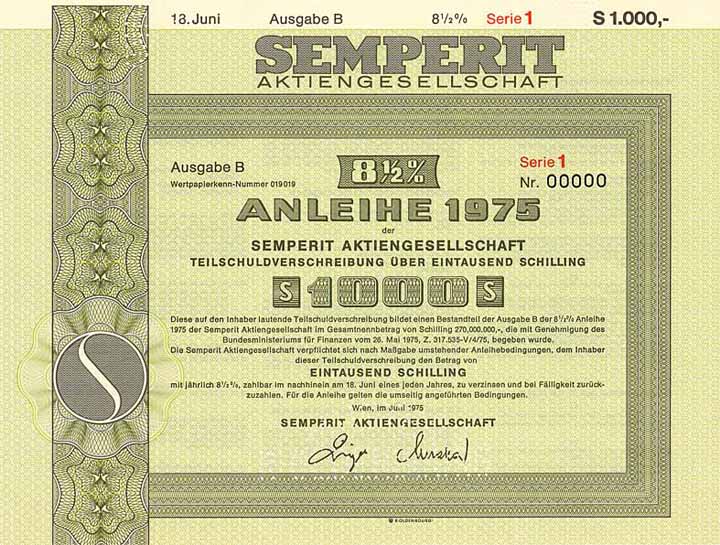 18. Juni Ausgabe B 8½% Serie 1 S 1.000,-
SEMPERIT
AKTIENGESELLSCHAFT
Ausgabe B 8½% Serie 1
Wertpapierkenn-Nummer 019019 Nr. 00000
ANLEIHE 1975
der
SEMPERIT AKTIENGESELLSCHAFT
TEILSCHULDVERSCHREIBUNG ÜBER EINTAUSEND SCHILLING
S 1000 S
Diese auf den Inhaber lautende Teilschuldverschreibung bildet einen Bestandteil der Ausgabe B der 8½% Anleihe
1975 der Semperit Aktiengesellschaft im Gesamtnennbetrag von Schilling 270,000.000,-, die mit Genehmigung des
Bundesministeriums für Finanzen vom 26. Mai 1975, Z. 317.535-V/4/75, begeben wurde.
Die Semperit Aktiengesellschaft verpflichtet sich nach Maßgabe umstehender Anleihebedingungen, dem Inhaber
dieser Teilschuldverschreibung den Betrag von
EINTAUSEND SCHILLING
mit jährlich 8½%, zahlbar im nachhinein am 18. Juni eines jeden Jahres, zu verzinsen und bei Fälligkeit zurück-
zuzahlen. Für die Anleihe gelten die umseitig angeführten Bedingungen.
Wien, im Juni 1975
SEMPERIT AKTIENGESELLSCHAFT
R. OLDENBOURG